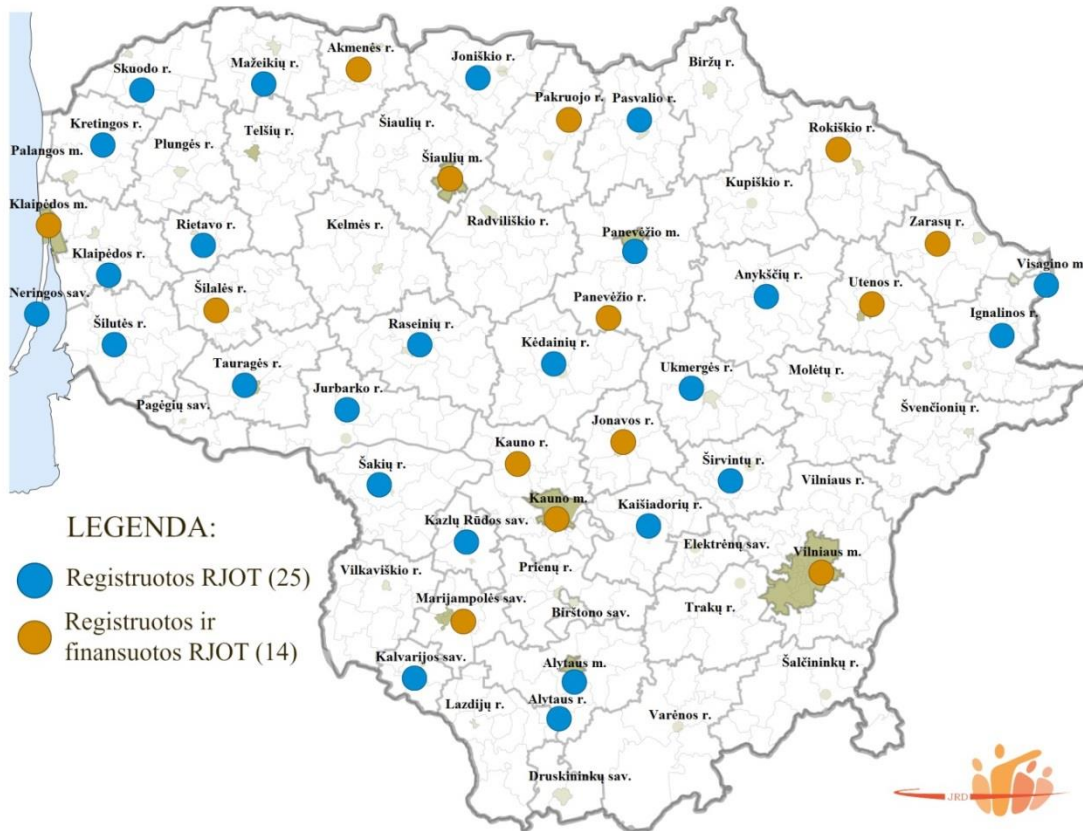 Akmenės r.
Joniškio r.
Biržų r.
Skuodo r.
Mažeikių r.
Pakruojo r.
Pasvalio r.
Kretingos r.
Telšių r.
Šiaulių r.
Rokiškio r.
Palangos m.
Plungės r.
Šiaulių m.
Kupiškio r.
Klaipėdos m.
Rietavo r.
Kelmės r.
Radviliškio r.
Panevėžio m.
Zarasų r.
Klaipėdos r.
Anykščių r.
Utenos r.
Visagino m.
Neringos sav.
Šilalės r.
Panevėžio r.
Ignalinos r.
Šilutės r.
Raseinių r.
Kėdainių r.
Tauragės r.
Jurbarko r.
Ukmergės r.
Molėtų r.
Pagėgių sav.
Švenčionių r.
Jonavos r.
Kauno r.
Šakių r.
Širvintų r.
Vilniaus r.
Kauno m.
Kaišiadorių r.
Kazlų Rūdos sav.
Elektrėnų sav.
Vilniaus m.
Vilkaviškio r.
Prienų r.
Marijampolės sav.
Birštono sav.
Trakų r.
Kalvarijos sav.
Alytaus m.
Šalčininkų r.
Lazdijų r.
Alytaus r.
Varėnos r.
Druskininkų sav.
LEGENDA:
Registruotos RJOT (25)
Registruotos ir
finansuotos RJOT (14)
JRD